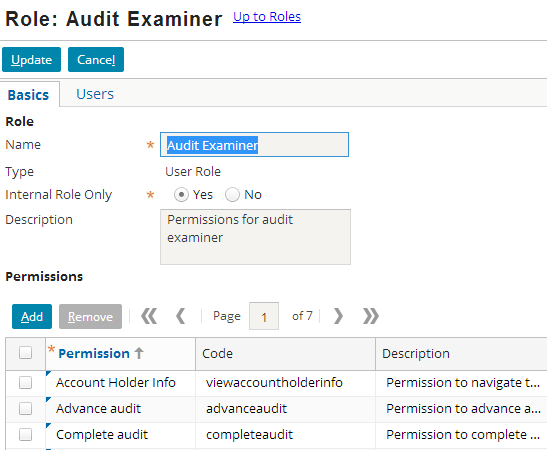 Role: Audit Examiner Up to Roles
Update Cancel
Basics Users
Role
Name * Audit Examiner
Type User Role
Internal Role Only * Yes No
Description Permissions for audit
examiner
Permissions
Add Remove Page 1 of 7
* Permission Code Description
Account Holder Info viewaccountholderinfo Permission to navigate t...
Advance audit advanceaudit Permission to advance a...
Complete audit completeaudit Permission to complete ...